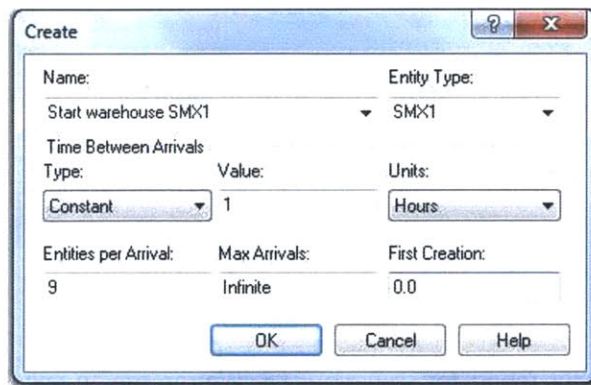 Create
Name: Entity Type:
Start warehouse SMX1 SMX1
Time Between Arrivals
Type: Value: Units:
Constant 1 Hours
Entities per Arrival: Max Arrivals: First Creation:
9 Infinite 0.0
OK Cancel Help